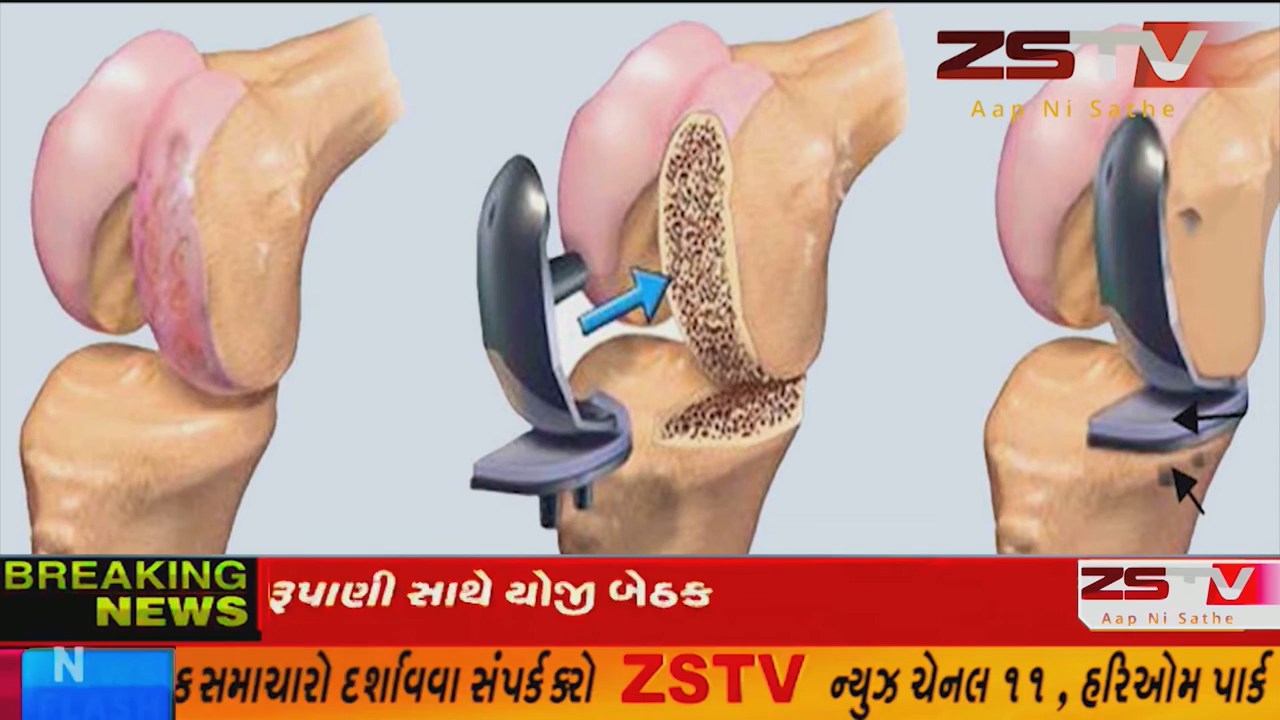 ZSTV
Aap Ni Sathe
BREAKING
NEWS
રૂપાણી સાથે યોજી બેઠક
ZSTV
Aap Ni Sathe
N
FLASH
ક સમાચારો દર્શાવવા સંપર્ક કરો ZSTV ન્યુઝ ચેનલ ૧૧ , હરિઓમ પાર્ક